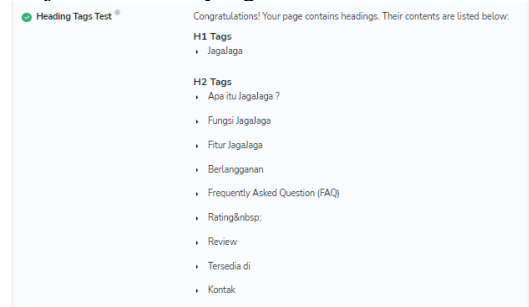 Heading Tags Test
Congratulations! Your page contains headings. Their contents are listed below:
H1 Tags
JagaJaga
H2 Tags
Apa itu JagaJaga ?
Fungsi JagaJaga
Fitur JagaJaga
Berlangganan
Frequently Asked Question (FAQ)
Rating&nbsp;
Review
Tersedia di
Kontak